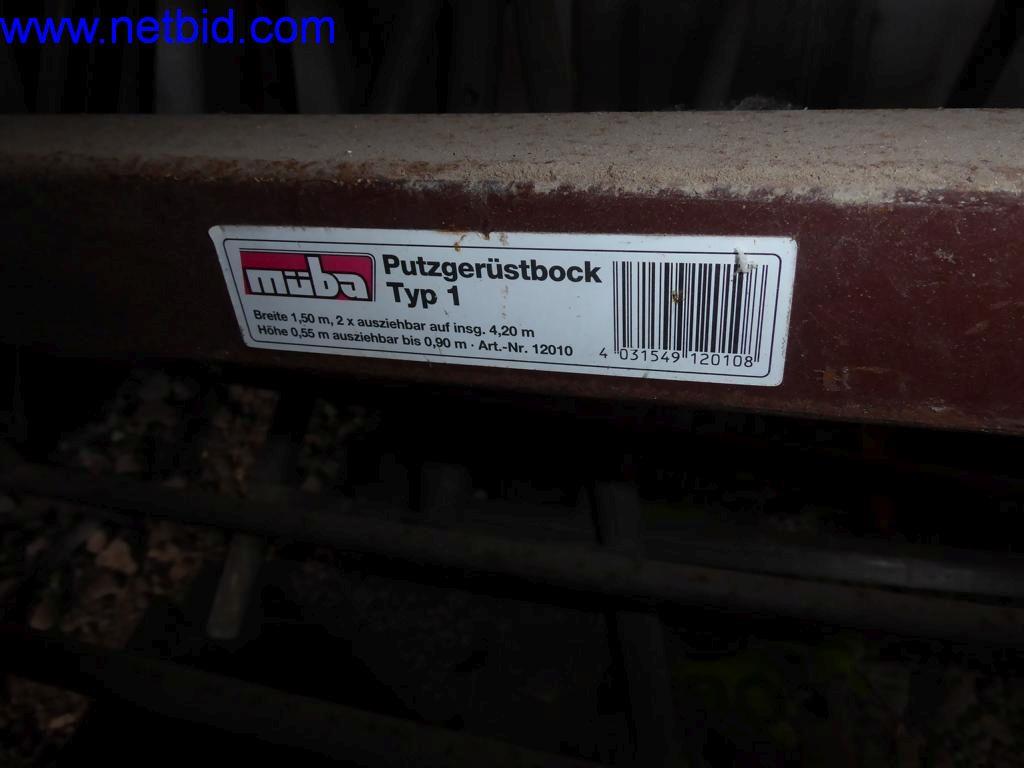 www.netbid.com
müba
Putzgerüstbock
Typ 1
Breite 1,50 m, 2 x ausziehbar auf insg. 4,20 m
Höhe 0,55 m ausziehbar bis 0,90 m · Art.-Nr. 12010
4 031549 120108